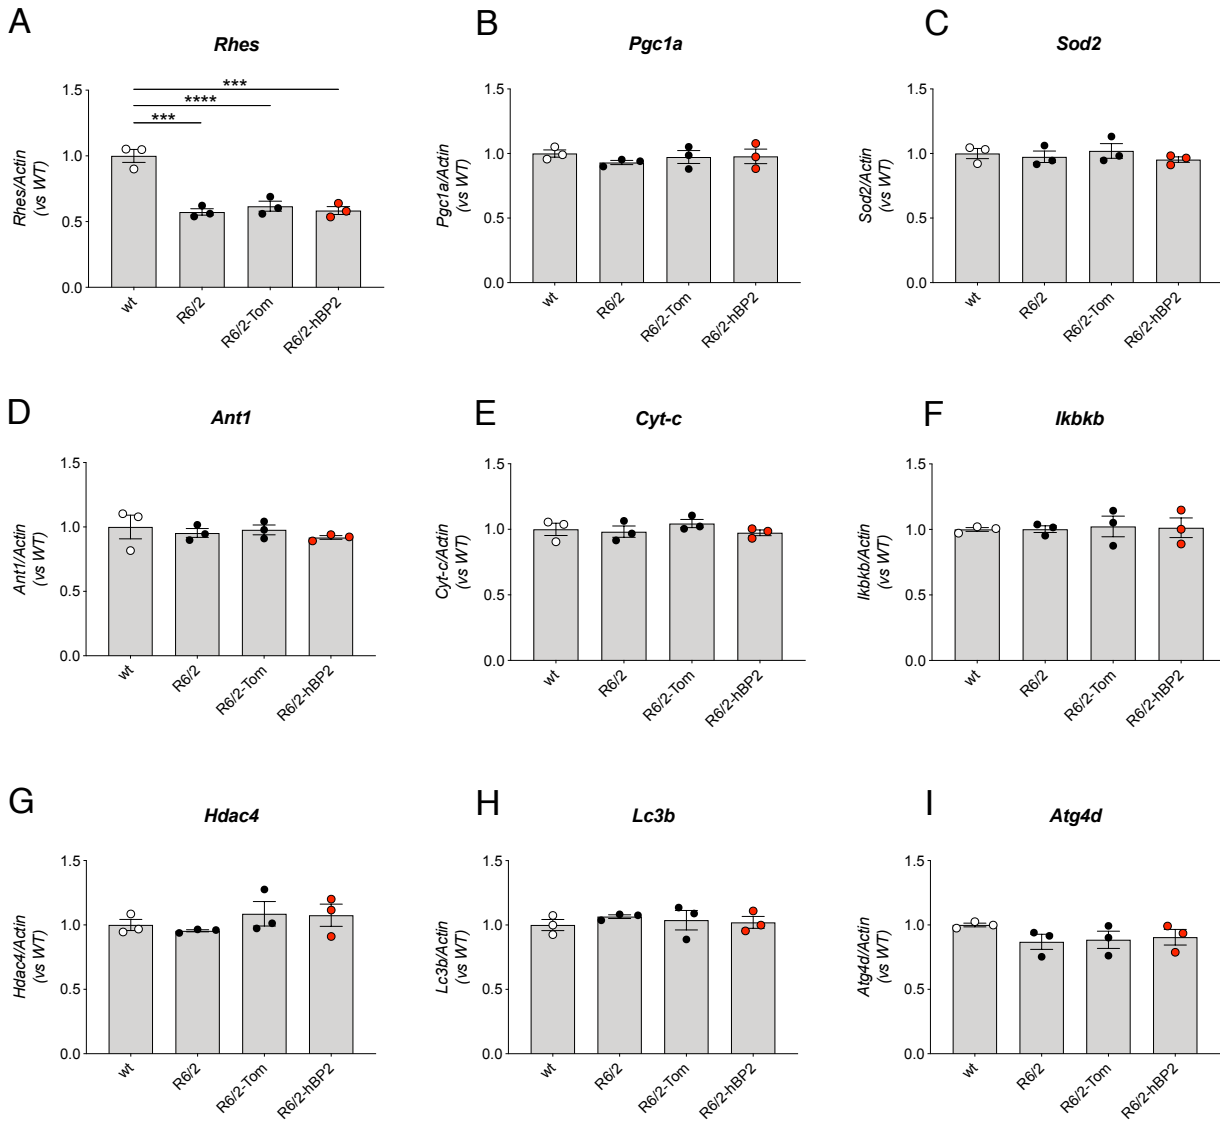 A
Rhes
Rhes/Actin
(vs WT)
1.5
1.0
0.5
0.0
***
****
***
wt
R6/2
R6/2-Tom
R6/2-hBP2
B
Pgc1a
Pgc1a/Actin
(vs WT)
1.5
1.0
0.5
0.0
wt
R6/2
R6/2-Tom
R6/2-hBP2
C
Sod2
Sod2/Actin
(vs WT)
1.5
1.0
0.5
0.0
wt
R6/2
R6/2-Tom
R6/2-hBP2
D
Ant1
Ant1/Actin
(vs WT)
1.5
1.0
0.5
0.0
wt
R6/2
R6/2-Tom
R6/2-hBP2
E
Cyt-c
Cyt-c/Actin
(vs WT)
1.5
1.0
0.5
0.0
wt
R6/2
R6/2-Tom
R6/2-hBP2
F
Ikbkb
Ikbkb/Actin
(vs WT)
1.5
1.0
0.5
0.0
wt
R6/2
R6/2-Tom
R6/2-hBP2
G
Hdac4
Hdac4/Actin
(vs WT)
1.5
1.0
0.5
0.0
wt
R6/2
R6/2-Tom
R6/2-hBP2
H
Lc3b
Lc3b/Actin
(vs WT)
1.5
1.0
0.5
0.0
wt
R6/2
R6/2-Tom
R6/2-hBP2
I
Atg4d
Atg4d/Actin
(vs WT)
1.5
1.0
0.5
0.0
wt
R6/2
R6/2-Tom
R6/2-hBP2